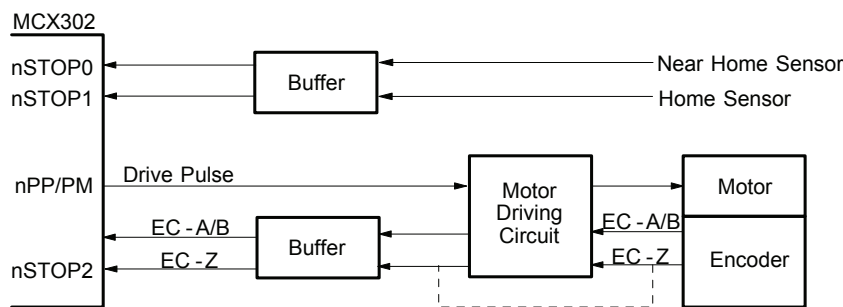 MCX302
nSTOP0
nSTOP1
Buffer
Near Home Sensor
Home Sensor
nPP/PM
Drive Pulse
Motor
Driving
Circuit
Motor
EC - A/B
EC - A/B
Buffer
nSTOP2
EC - Z
EC - Z
Encoder